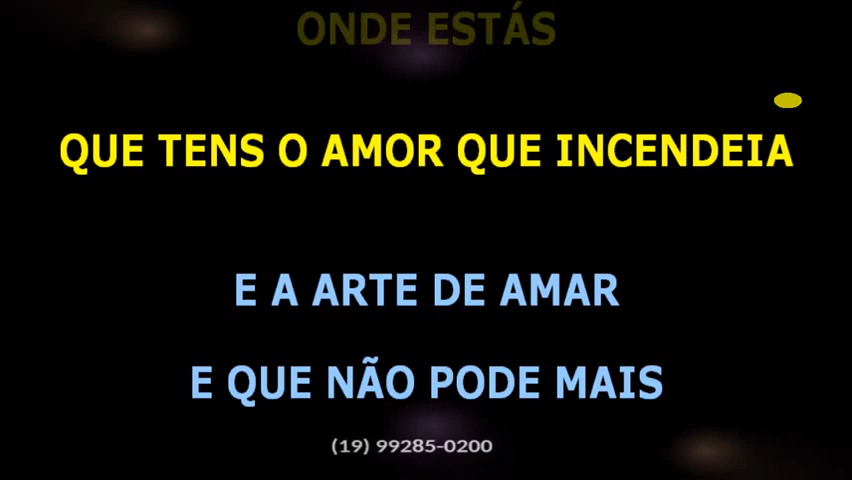 ONDE ESTÁS
QUE TENS O AMOR QUE INCENDEIA
E A ARTE DE AMAR
E QUE NÃO PODE MAIS
(19) 99285-0200